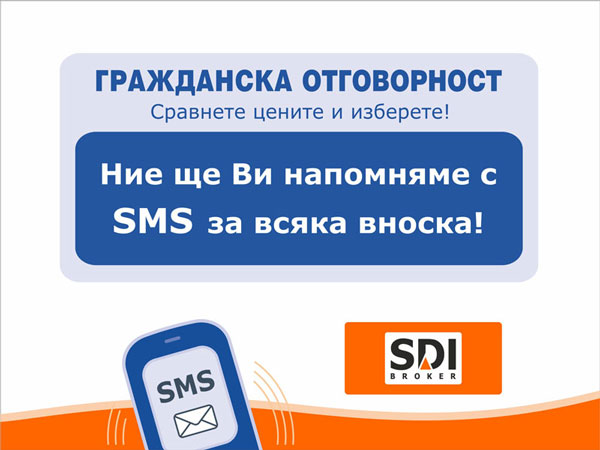 ГРАЖДАНСКА ОТГОВОРНОСТ
Сравнете цените и изберете!
Ние ще Ви напомняме с
SMS за всяка вноска!
SMS
SDI
BROKER